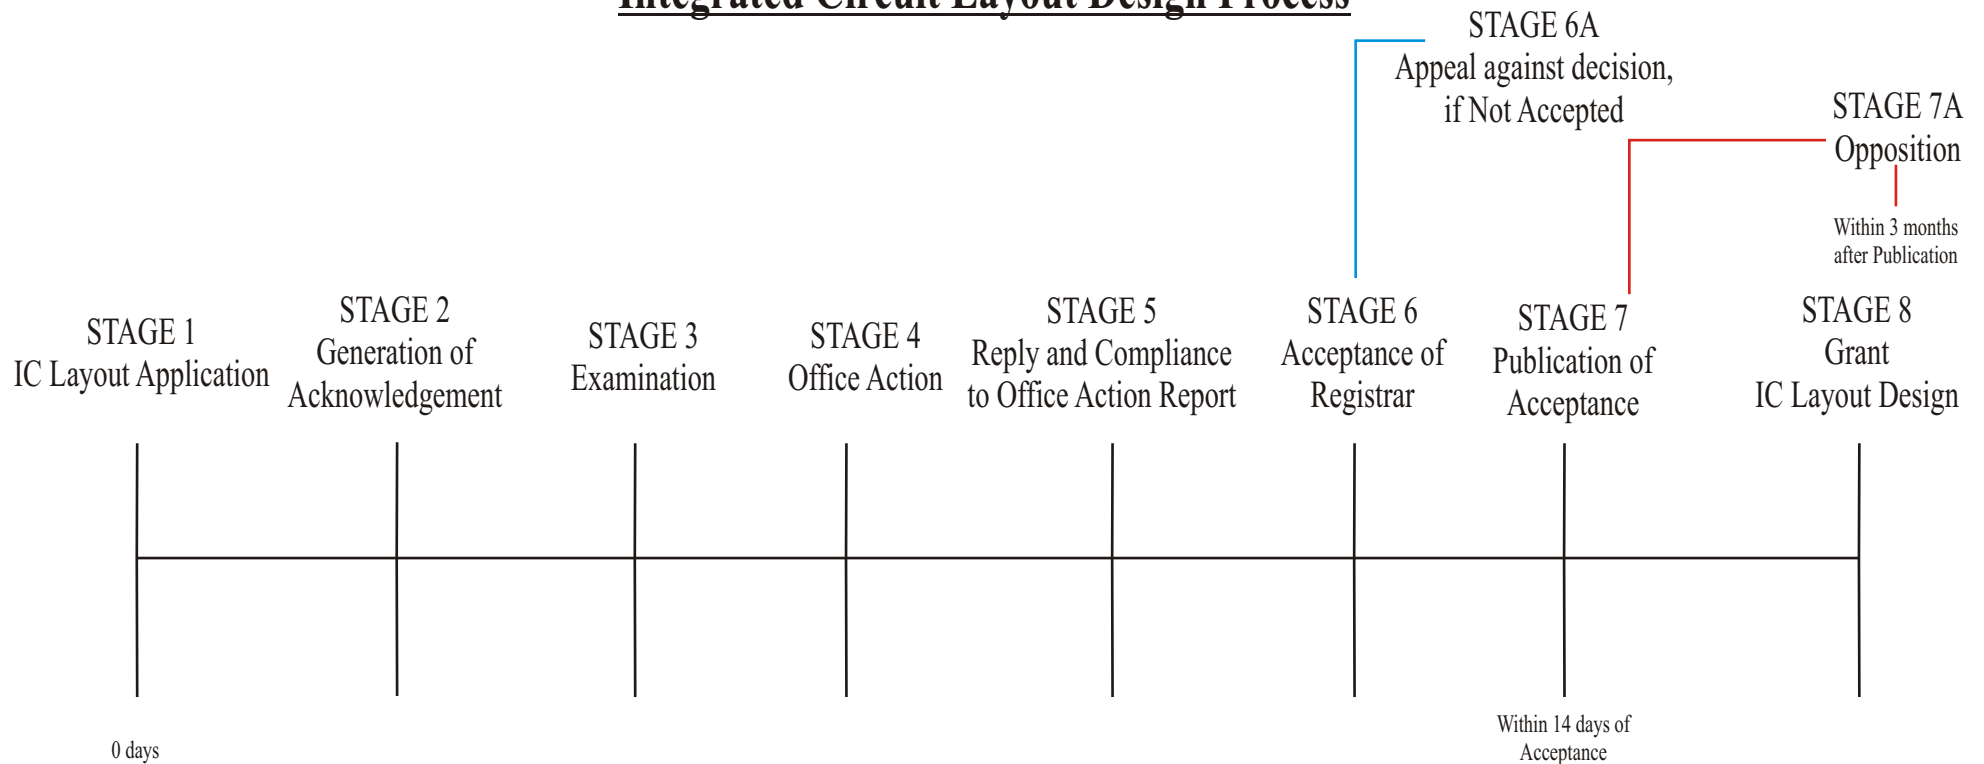 Integrated Circuit Layout Design Process
STAGE 6A
Appeal against decision,
if Not Accepted
STAGE 7A
Opposition
Within 3 months
after Publication
STAGE 1
IC Layout Application
STAGE 2
Generation of
Acknowledgement
STAGE 3
Examination
STAGE 4
Office Action
STAGE 5
Reply and Compliance
to Office Action Report
STAGE 6
Acceptance of
Registrar
STAGE 7
Publication of
Acceptance
STAGE 8
Grant
IC Layout Design
0 days
Within 14 days of
Acceptance